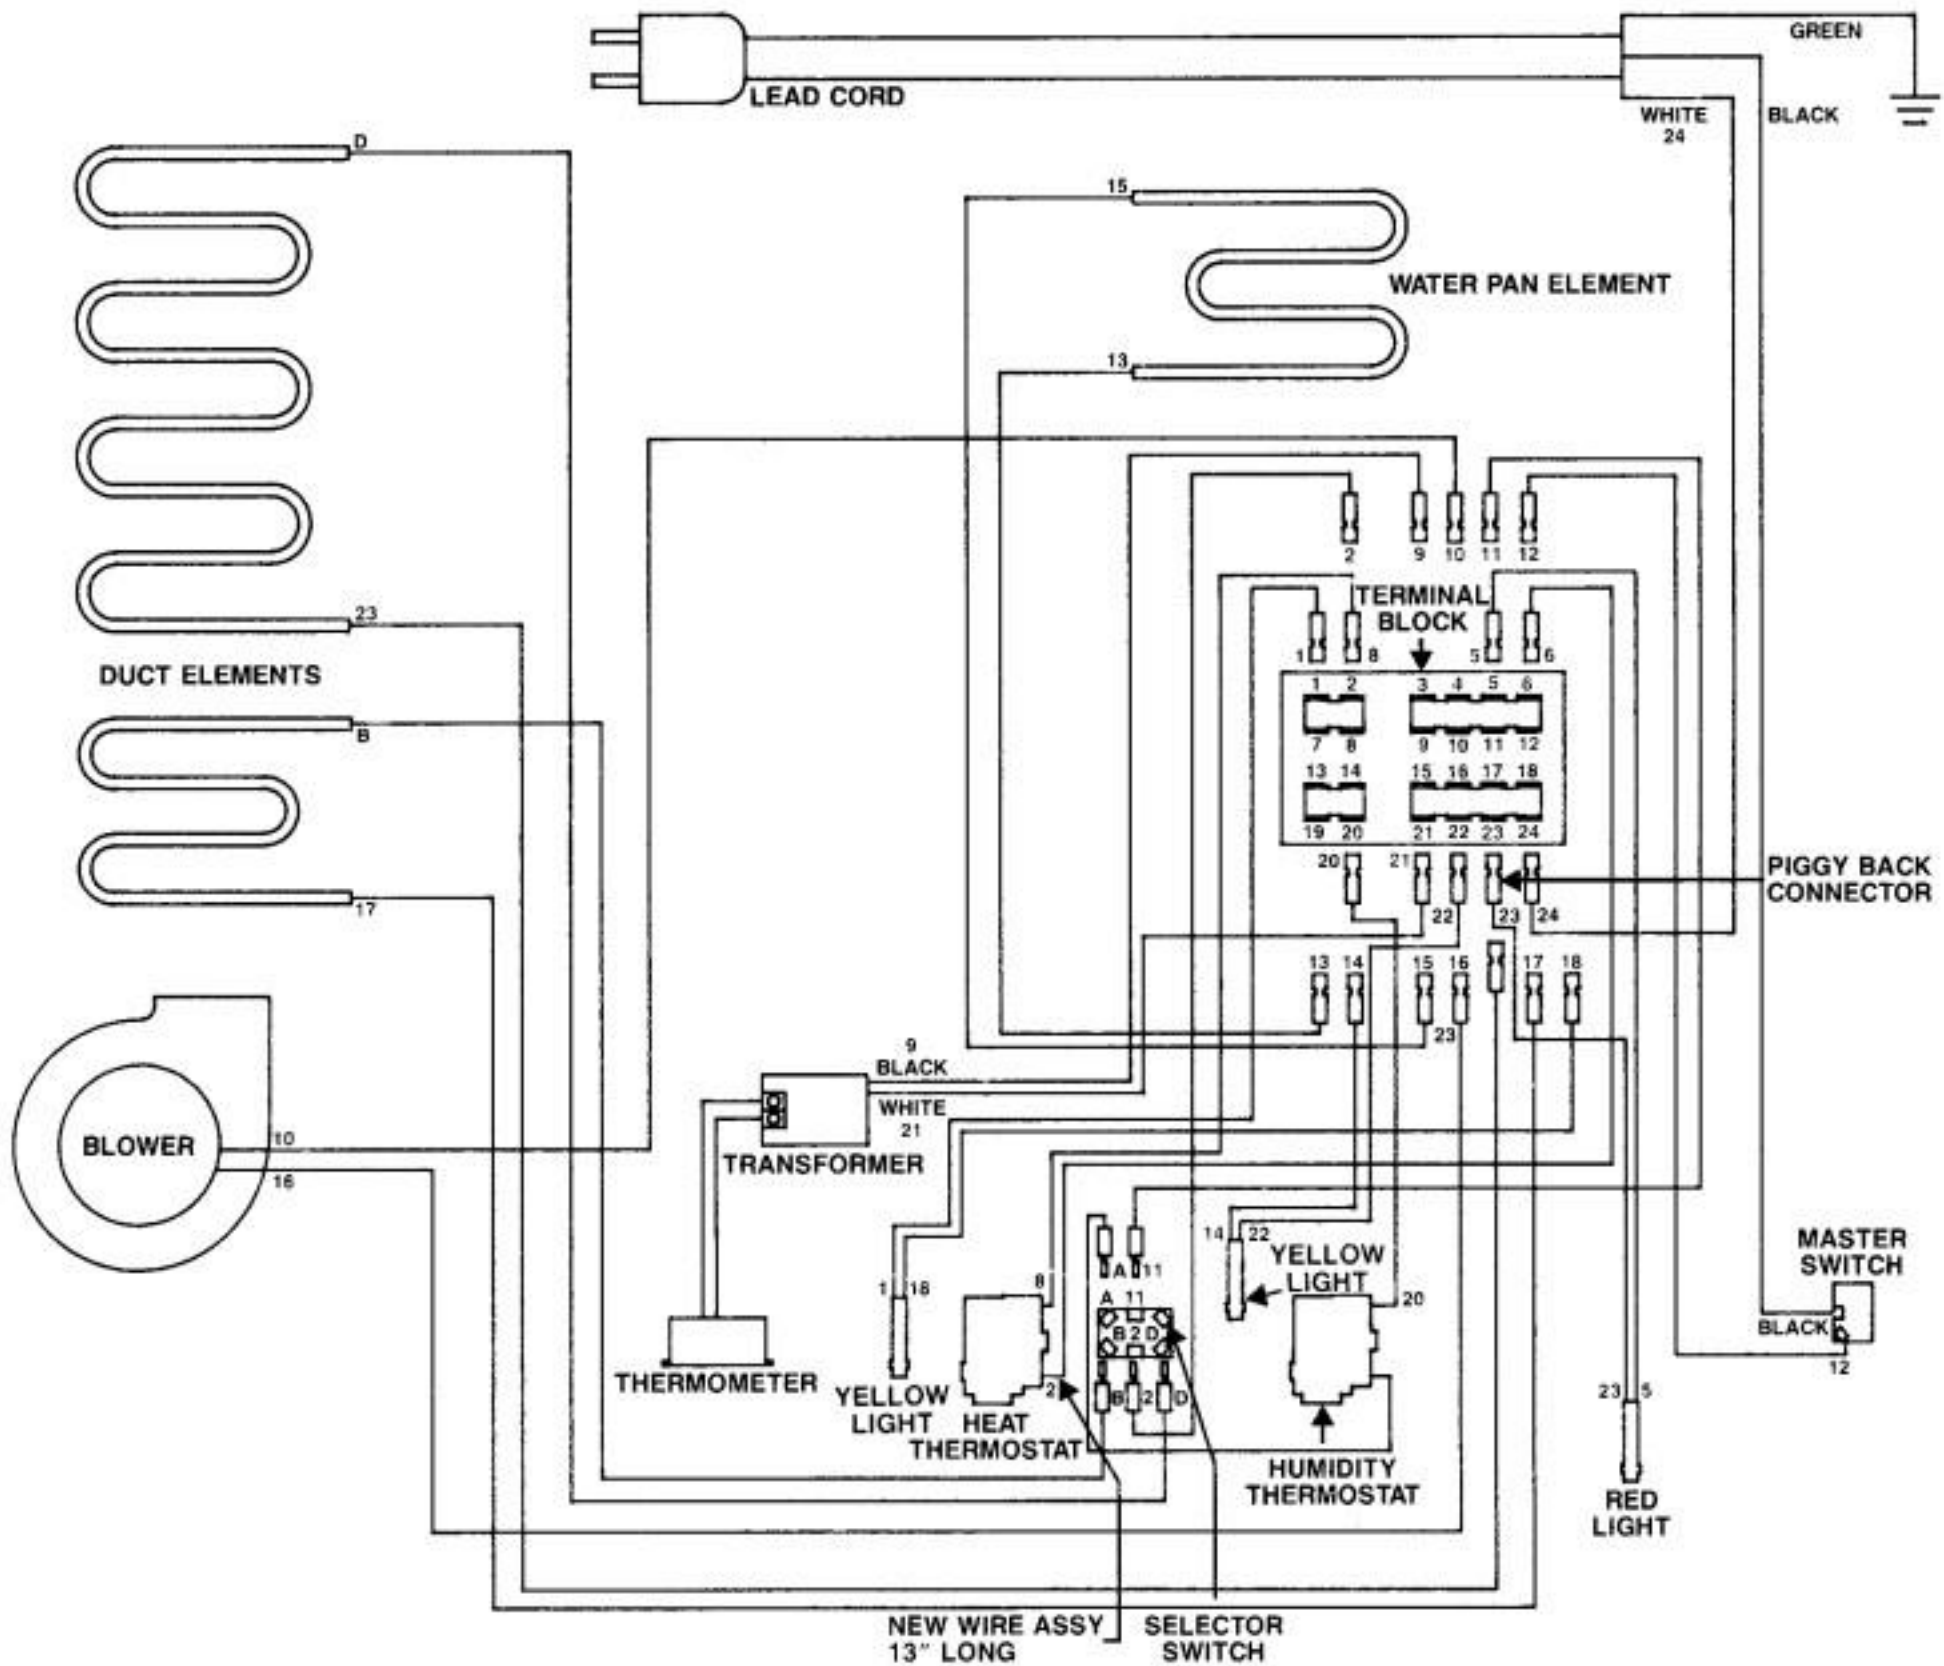 GREEN
LEAD CORD
WHITE
24
BLACK
D
15
WATER PAN ELEMENT
13
2 9 10 11 12
TERMINAL
BLOCK
23
1 8 5 6
DUCT ELEMENTS
1 2 3 4 5 6
B
7 8 9 10 11 12
13 14 15 16 17 18
19 20 21 22 23 24
20 21
PIGGY BACK
CONNECTOR
17
22 23 24
13 14 15 16 17 18
23
9
BLACK
WHITE
21
BLOWER
10
16
TRANSFORMER
14 22
YELLOW
LIGHT
MASTER
SWITCH
A 11
8
1 18
A 11
20
B 2 D
BLACK
12
THERMOMETER
2
B 2 D
23 5
YELLOW
LIGHT
HEAT
THERMOSTAT
HUMIDITY
THERMOSTAT
RED
LIGHT
NEW WIRE ASSY
13" LONG
SELECTOR
SWITCH